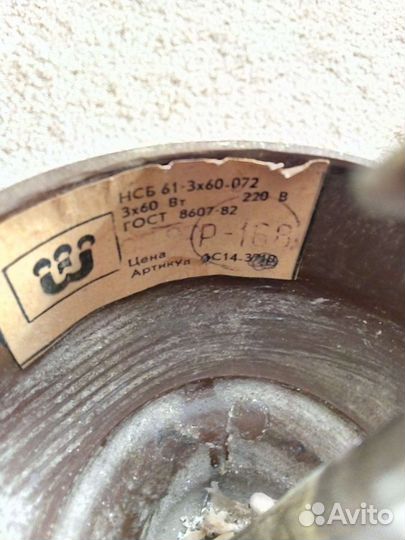 НСБ 61-3х60-072
3х60 Вт 220 В
ГОСТ 8607-82
Р-168
Цена
Артикул
Avito